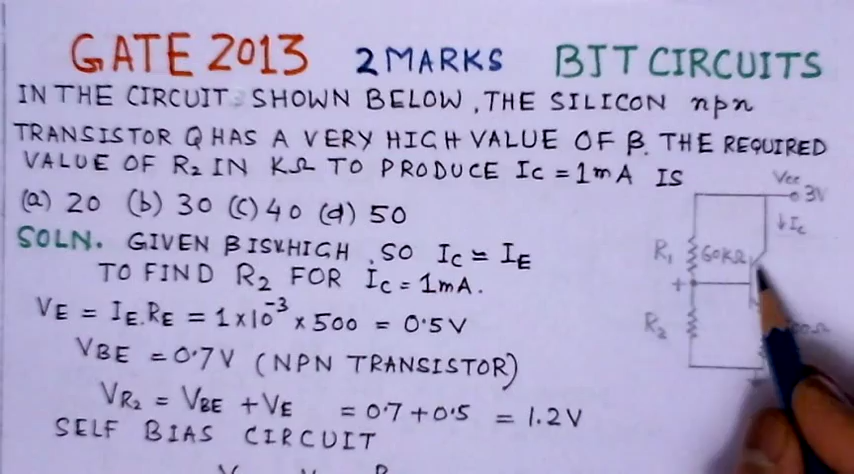 GATE 2013 2 MARKS BJT CIRCUITS
IN THE CIRCUIT SHOWN BELOW, THE SILICON npn
TRANSISTOR Q HAS A VERY HIGH VALUE OF β. THE REQUIRED
VALUE OF R₂ IN KΩ TO PRODUCE Ic = 1mA IS
(a) 20 (b) 30 (c) 40 (d) 50
SOLN. GIVEN β IS HIGH, SO Ic ≃ IE
TO FIND R₂ FOR Ic = 1mA.
VE = IE.RE = 1×10⁻³ × 500 = 0.5V
VBE = 0.7V (NPN TRANSISTOR)
VR₂ = VBE + VE = 0.7+0.5 = 1.2V
SELF BIAS CIRCUIT
Vcc
3V
↓Ic
R₁ 60KΩ
+
R₂